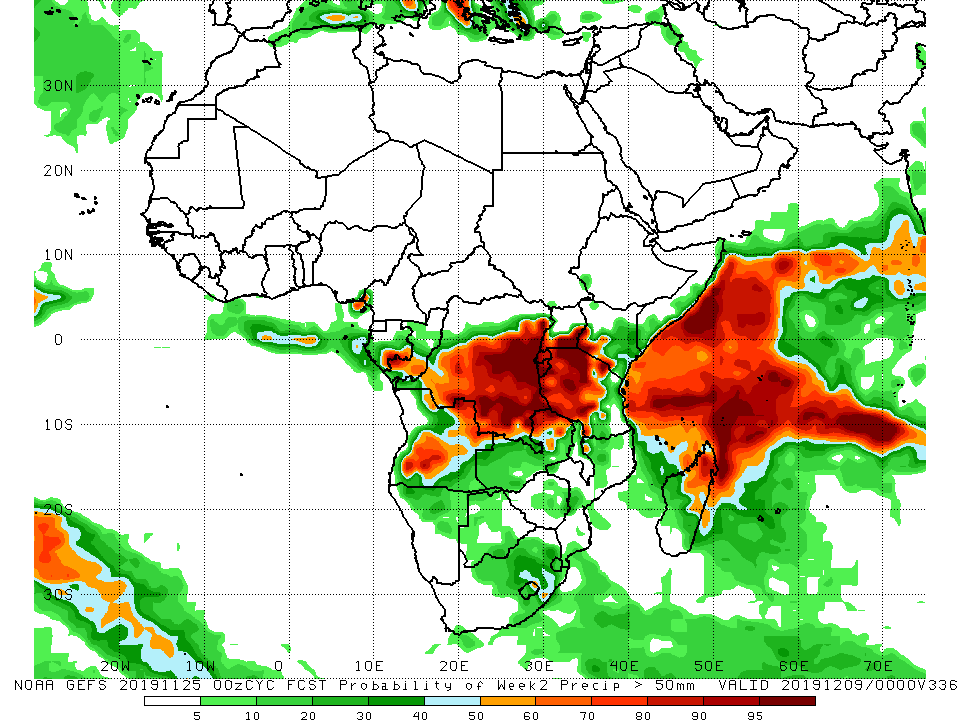 30N
20N
10N
0
10S
20S
30S
20W 10W 0 10E 20E 30E 40E 50E 60E 70E
NOAA GEFS 20191125 00zCYC FCST Probability of Week2 Precip > 50mm VALID 20191209/0000V336
5 10 20 30 40 50 60 70 80 90 95